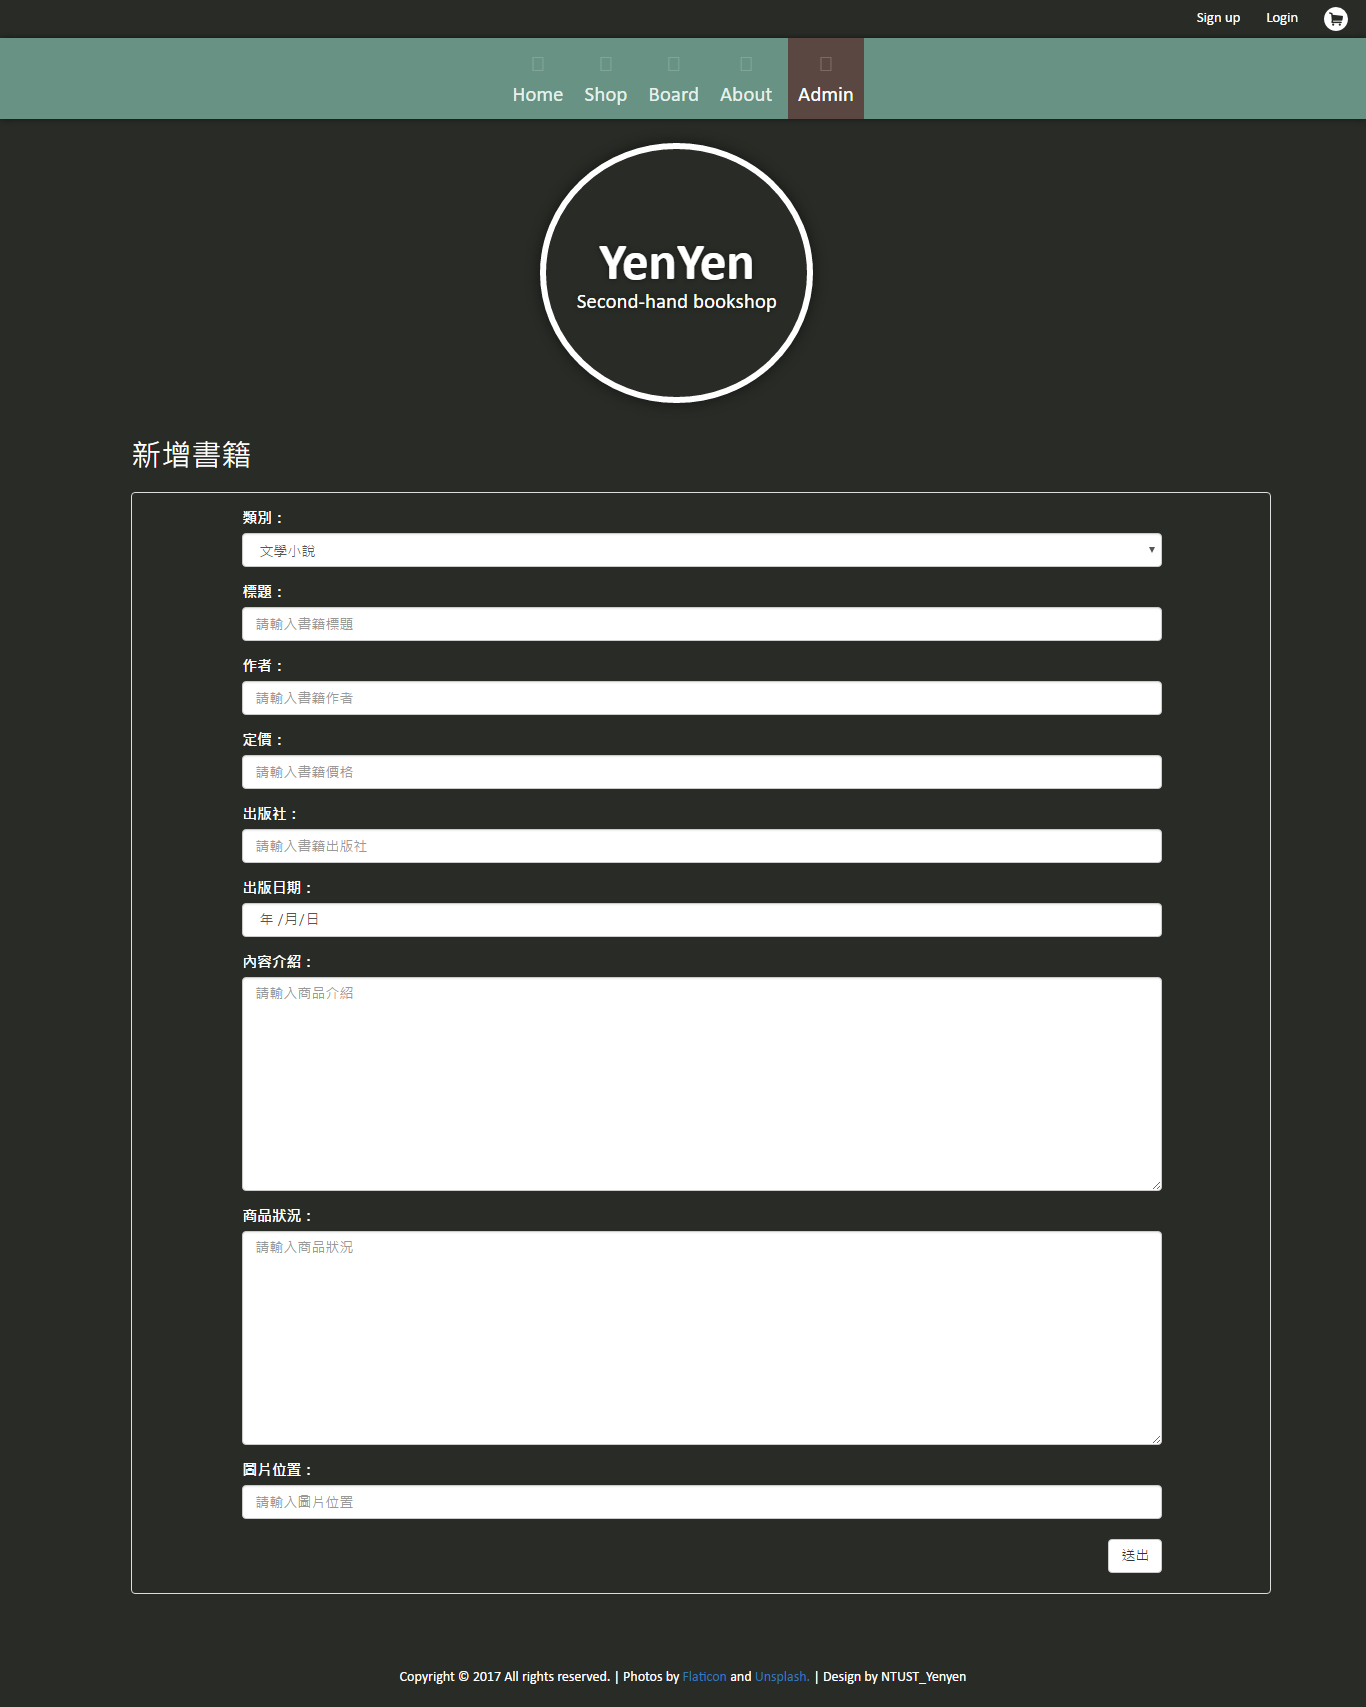 Sign up Login
Home Shop Board About Admin
YenYen
Second-hand bookshop
新增書籍
類別：
文學小說
標題：
請輸入書籍標題
作者：
請輸入書籍作者
定價：
請輸入書籍價格
出版社：
請輸入書籍出版社
出版日期：
年 /月/日
內容介紹：
請輸入商品介紹
商品狀況：
請輸入商品狀況
圖片位置：
請輸入圖片位置
送出
Copyright © 2017 All rights reserved. | Photos by Flaticon and Unsplash. | Design by NTUST_Yenyen